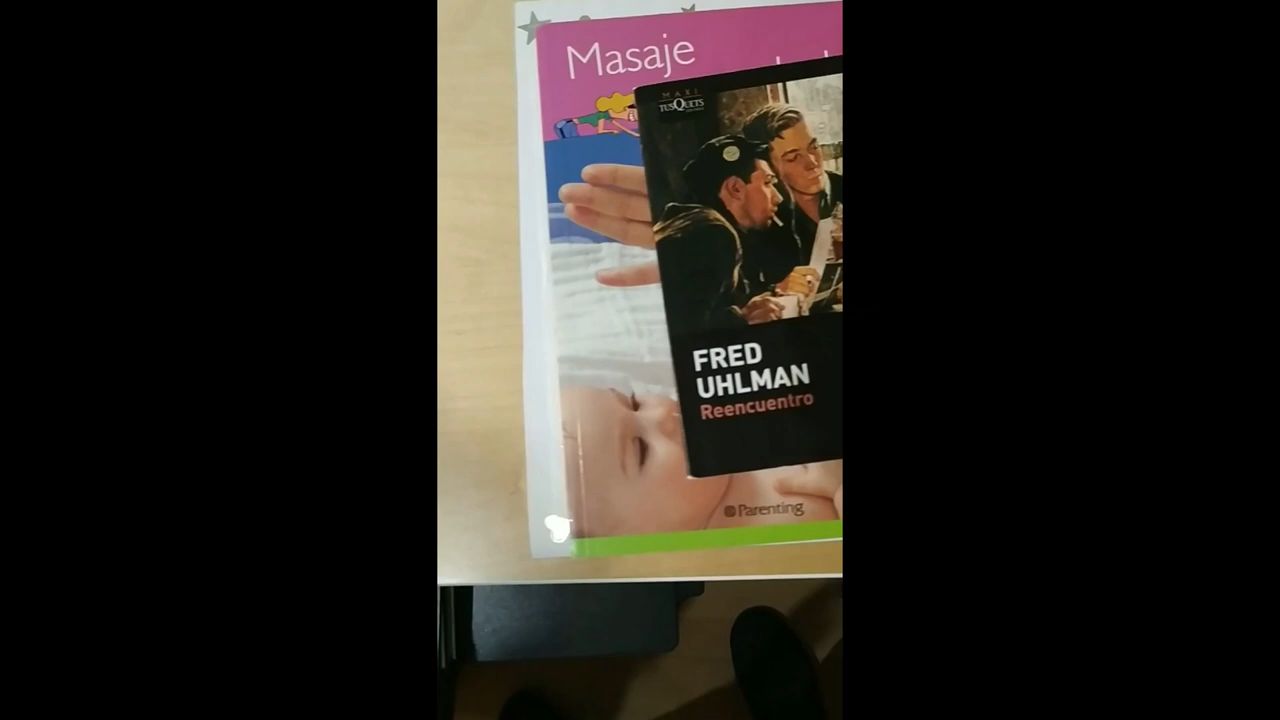 Masaje
MAXI
TUSQUETS
FRED
UHLMAN
Reencuentro
Parenting